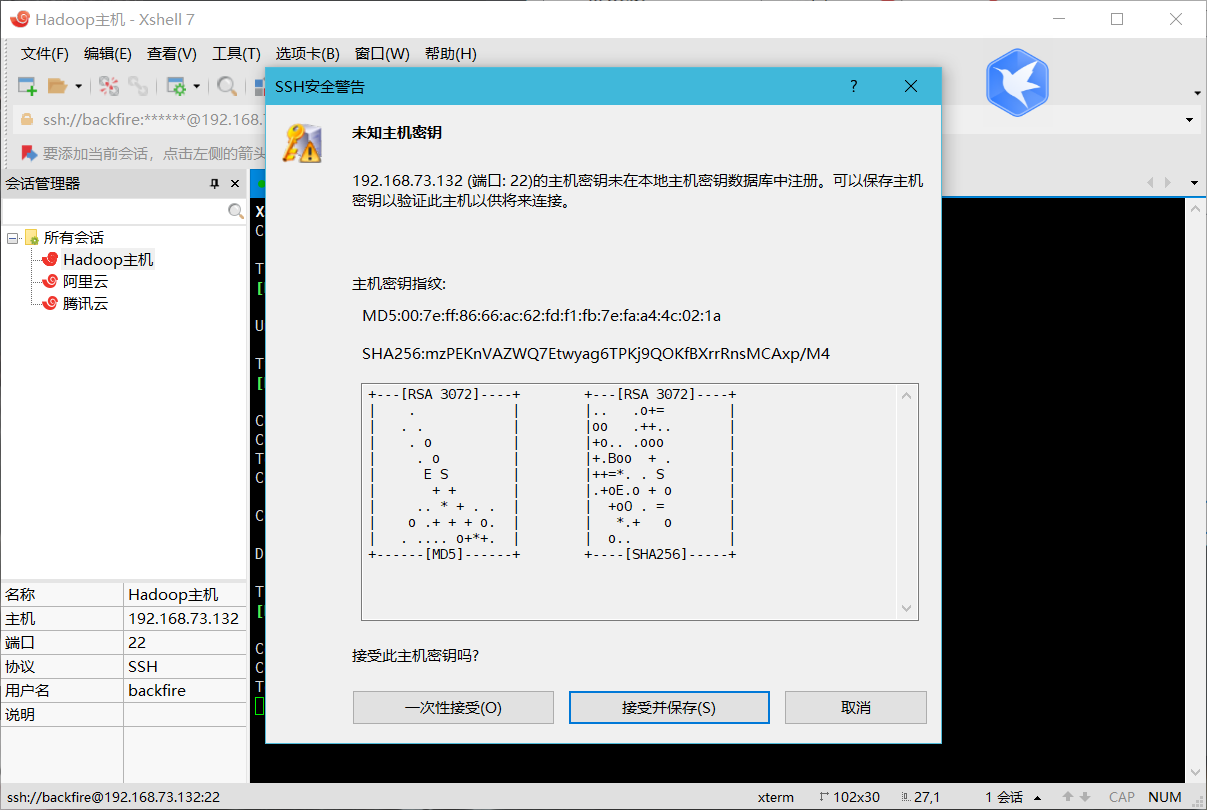 Hadoop主机 - Xshell 7
文件(F) 编辑(E) 查看(V) 工具(T) 选项卡(B) 窗口(W) 帮助(H)
ssh://backfire:******@192.168.7
要添加当前会话，点击左侧的箭头
会话管理器
所有会话
Hadoop主机
阿里云
腾讯云
名称 Hadoop主机
主机 192.168.73.132
端口 22
协议 SSH
用户名 backfire
说明
X
C
T
[
U
T
[
C
C
T
C
C
D
T
[
C
C
T
SSH安全警告 ?
未知主机密钥
192.168.73.132 (端口: 22)的主机密钥未在本地主机密钥数据库中注册。可以保存主机
密钥以验证此主机以供将来连接。
主机密钥指纹:
MD5:00:7e:ff:86:66:ac:62:fd:f1:fb:7e:fa:a4:4c:02:1a
SHA256:mzPEKnVAZWQ7Etwyag6TPKj9QOKfBXrrRnsMCAxp/M4
+---[RSA 3072]----+        +---[RSA 3072]----+
|    .            |        |..   .o+=        |
|   . .           |        |oo   .++..       |
|    . o          |        |+o.. .ooo        |
|     . o         |        |+.Boo  + .       |
|      E S        |        |++=*. . S        |
|       + +       |        |.+oE.o + o       |
|     .. * + . .  |        |  +oO . =        |
|    o .+ + + o.  |        |   *.+   o       |
|   . .... o+*+.  |        |  o..            |
+------[MD5]------+        +----[SHA256]-----+
接受此主机密钥吗?
一次性接受(O) 接受并保存(S) 取消
ssh://backfire@192.168.73.132:22 xterm 102x30 27,1 1 会话 CAP NUM